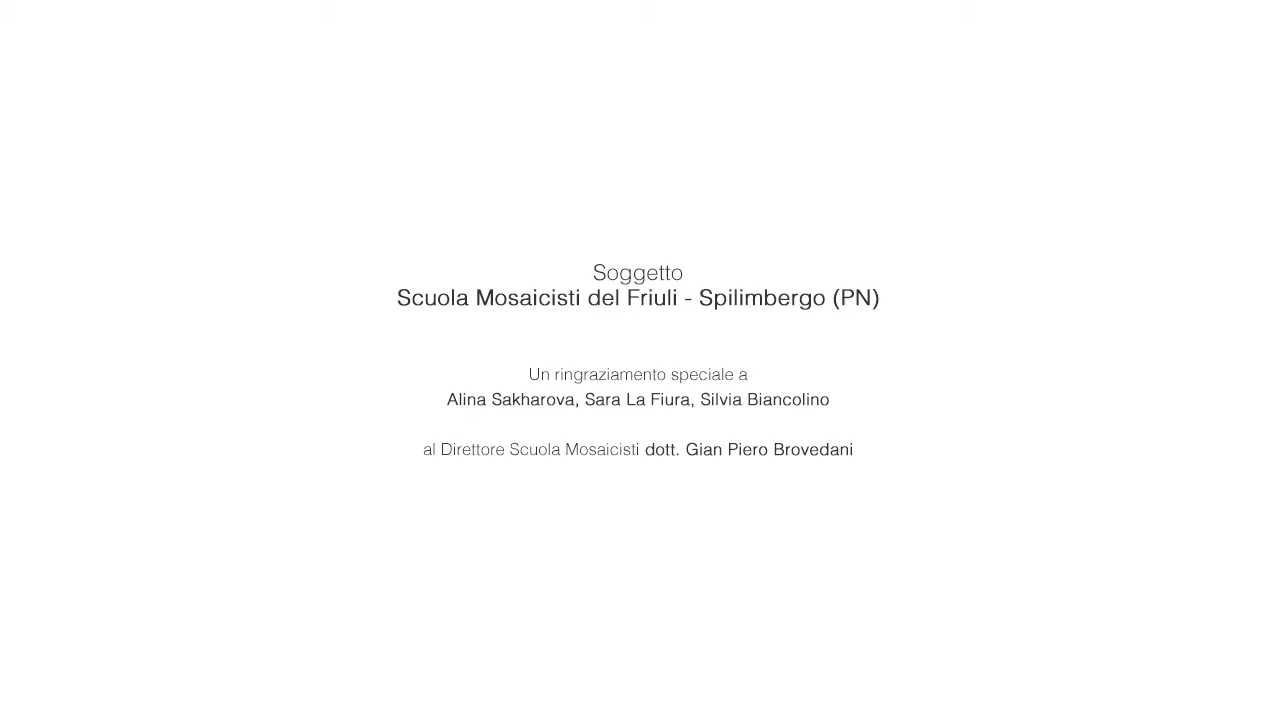 Soggetto
Scuola Mosaicisti del Friuli - Spilimbergo (PN)
Un ringraziamento speciale a
Alina Sakharova, Sara La Fiura, Silvia Biancolino
al Direttore Scuola Mosaicisti dott. Gian Piero Brovedani